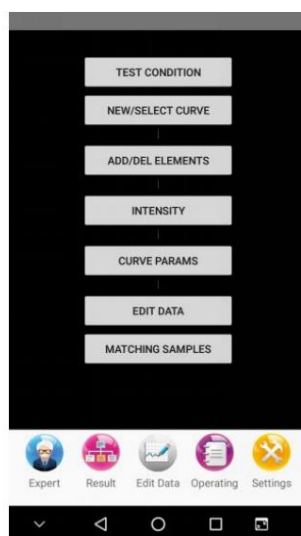 TEST CONDITION
NEW/SELECT CURVE
ADD/DEL ELEMENTS
INTENSITY
CURVE PARAMS
EDIT DATA
MATCHING SAMPLES
Expert Result Edit Data Operating Settings